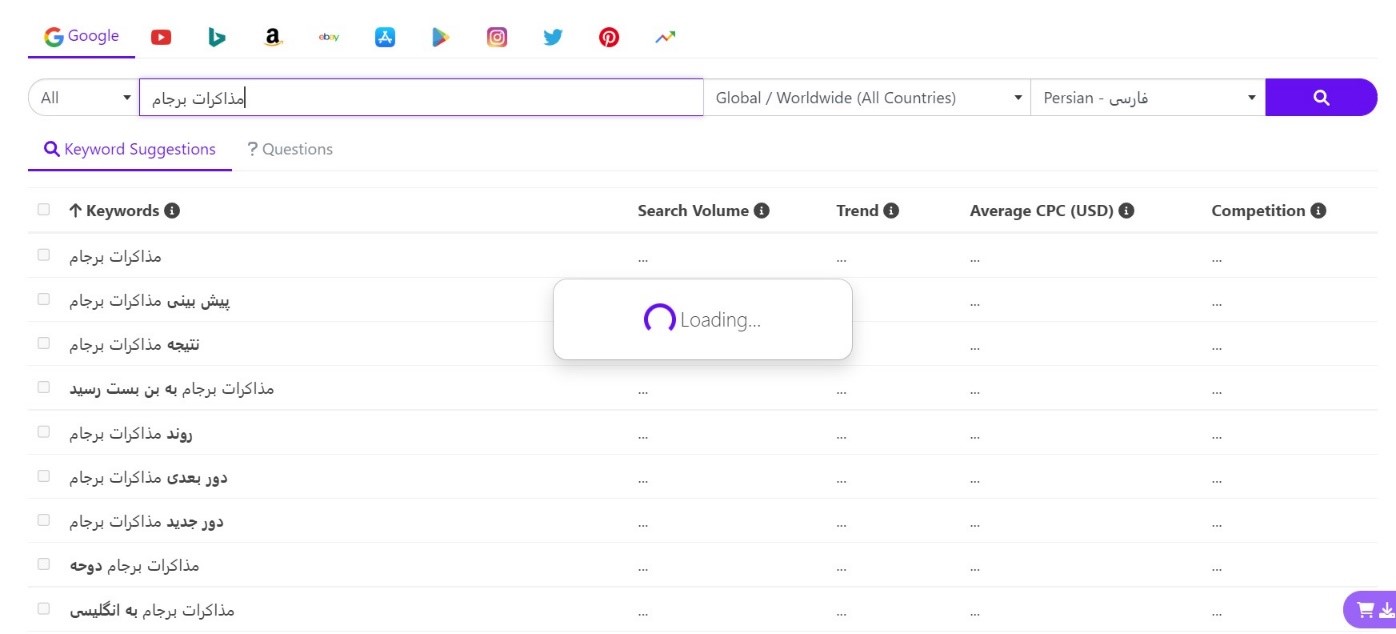 Google
ebay
All مذاکرات برجام Global / Worldwide (All Countries) Persian - فارسی
Keyword Suggestions ? Questions
Keywords Search Volume Trend Average CPC (USD) Competition
مذاکرات برجام ... ... ... ...
پیش بینی مذاکرات برجام ... ...
Loading...
نتیجه مذاکرات برجام ... ...
مذاکرات برجام به بن بست رسید ... ... ... ...
روند مذاکرات برجام ... ... ... ...
دور بعدی مذاکرات برجام ... ... ... ...
دور جدید مذاکرات برجام ... ... ... ...
مذاکرات برجام دوحه ... ... ... ...
مذاکرات برجام به انگلیسی ... ... ... ...